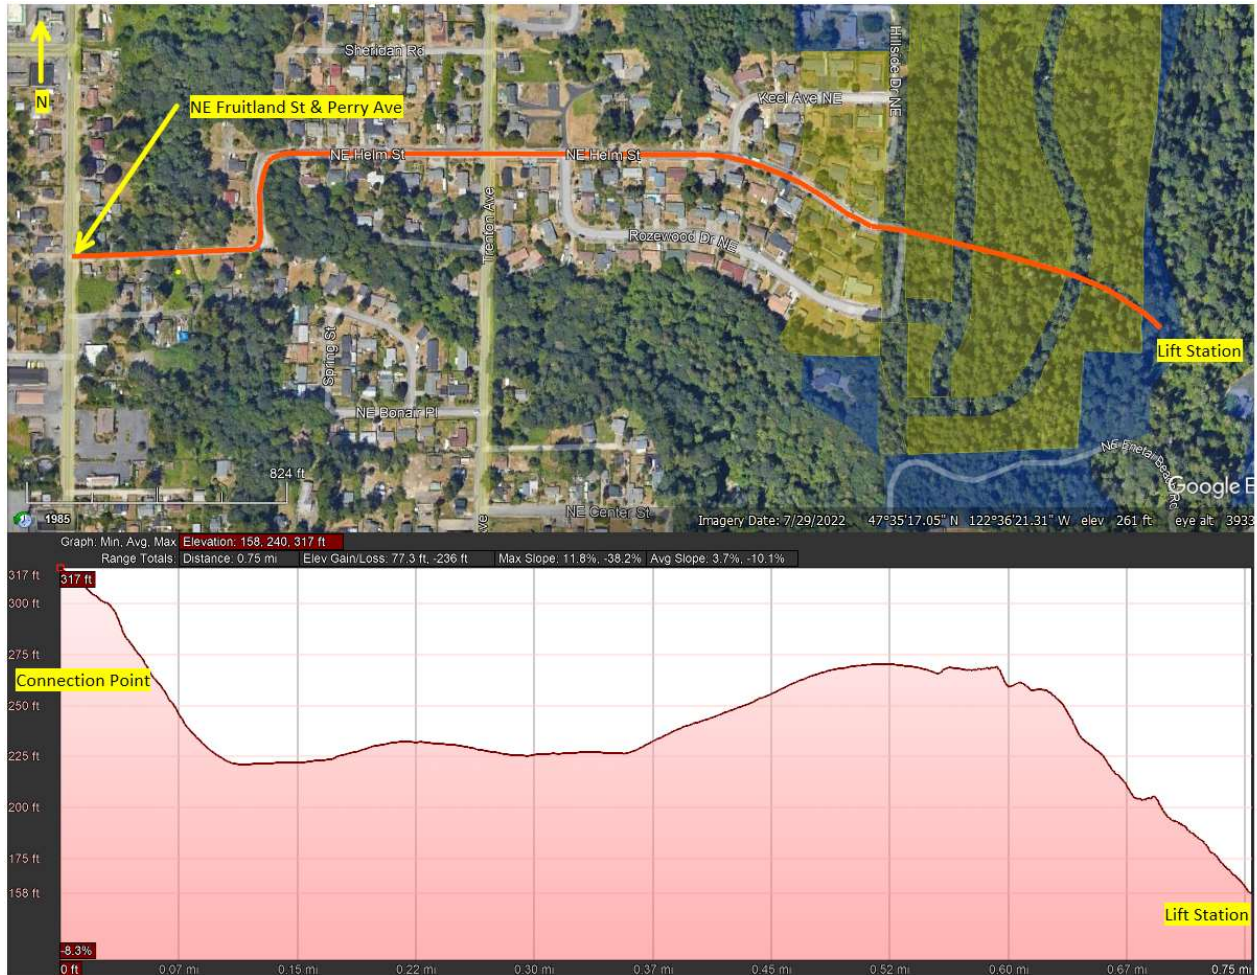 Sheridan Rd
Hillside Dr NE
N
NE Fruitland St & Perry Ave
Keel Ave NE
NE Helm St
NE Helm St
Trenton Ave
Rozewood Dr NE
Lift Station
Spring St
NE Bonair Pl
NE Enetai Beach Rd
824 ft
Google E
NE Center St
Ave
1985
Imagery Date: 7/29/2022 47°35'17.05" N 122°36'21.31" W elev 261 ft eye alt 3933
Graph: Min, Avg, Max Elevation: 158, 240, 317 ft
Range Totals: Distance: 0.75 mi Elev Gain/Loss: 77.3 ft, -236 ft Max Slope: 11.8%, -38.2% Avg Slope: 3.7%, -10.1%
317 ft
317 ft
300 ft
275 ft
Connection Point
250 ft
225 ft
200 ft
175 ft
158 ft
Lift Station
-8.3%
0 ft 0.07 mi 0.15 mi 0.22 mi 0.30 mi 0.37 mi 0.45 mi 0.52 mi 0.60 mi 0.67 mi 0.75 mi